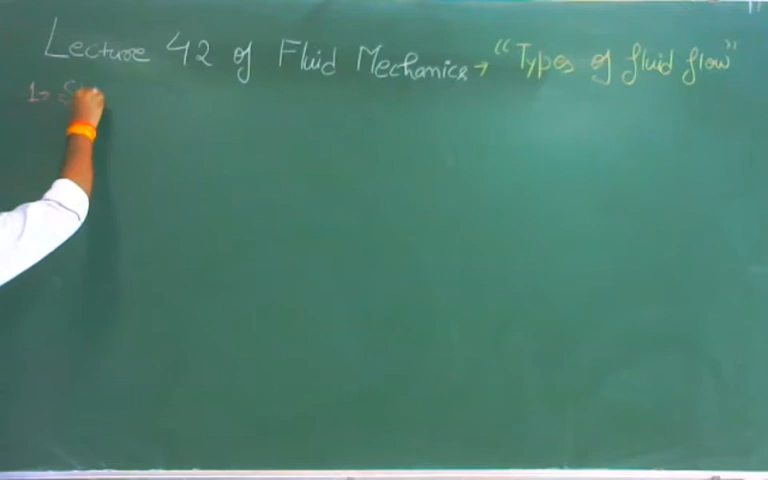 Lecture 42 of Fluid Mechanics → "Types of fluid flow"
1→